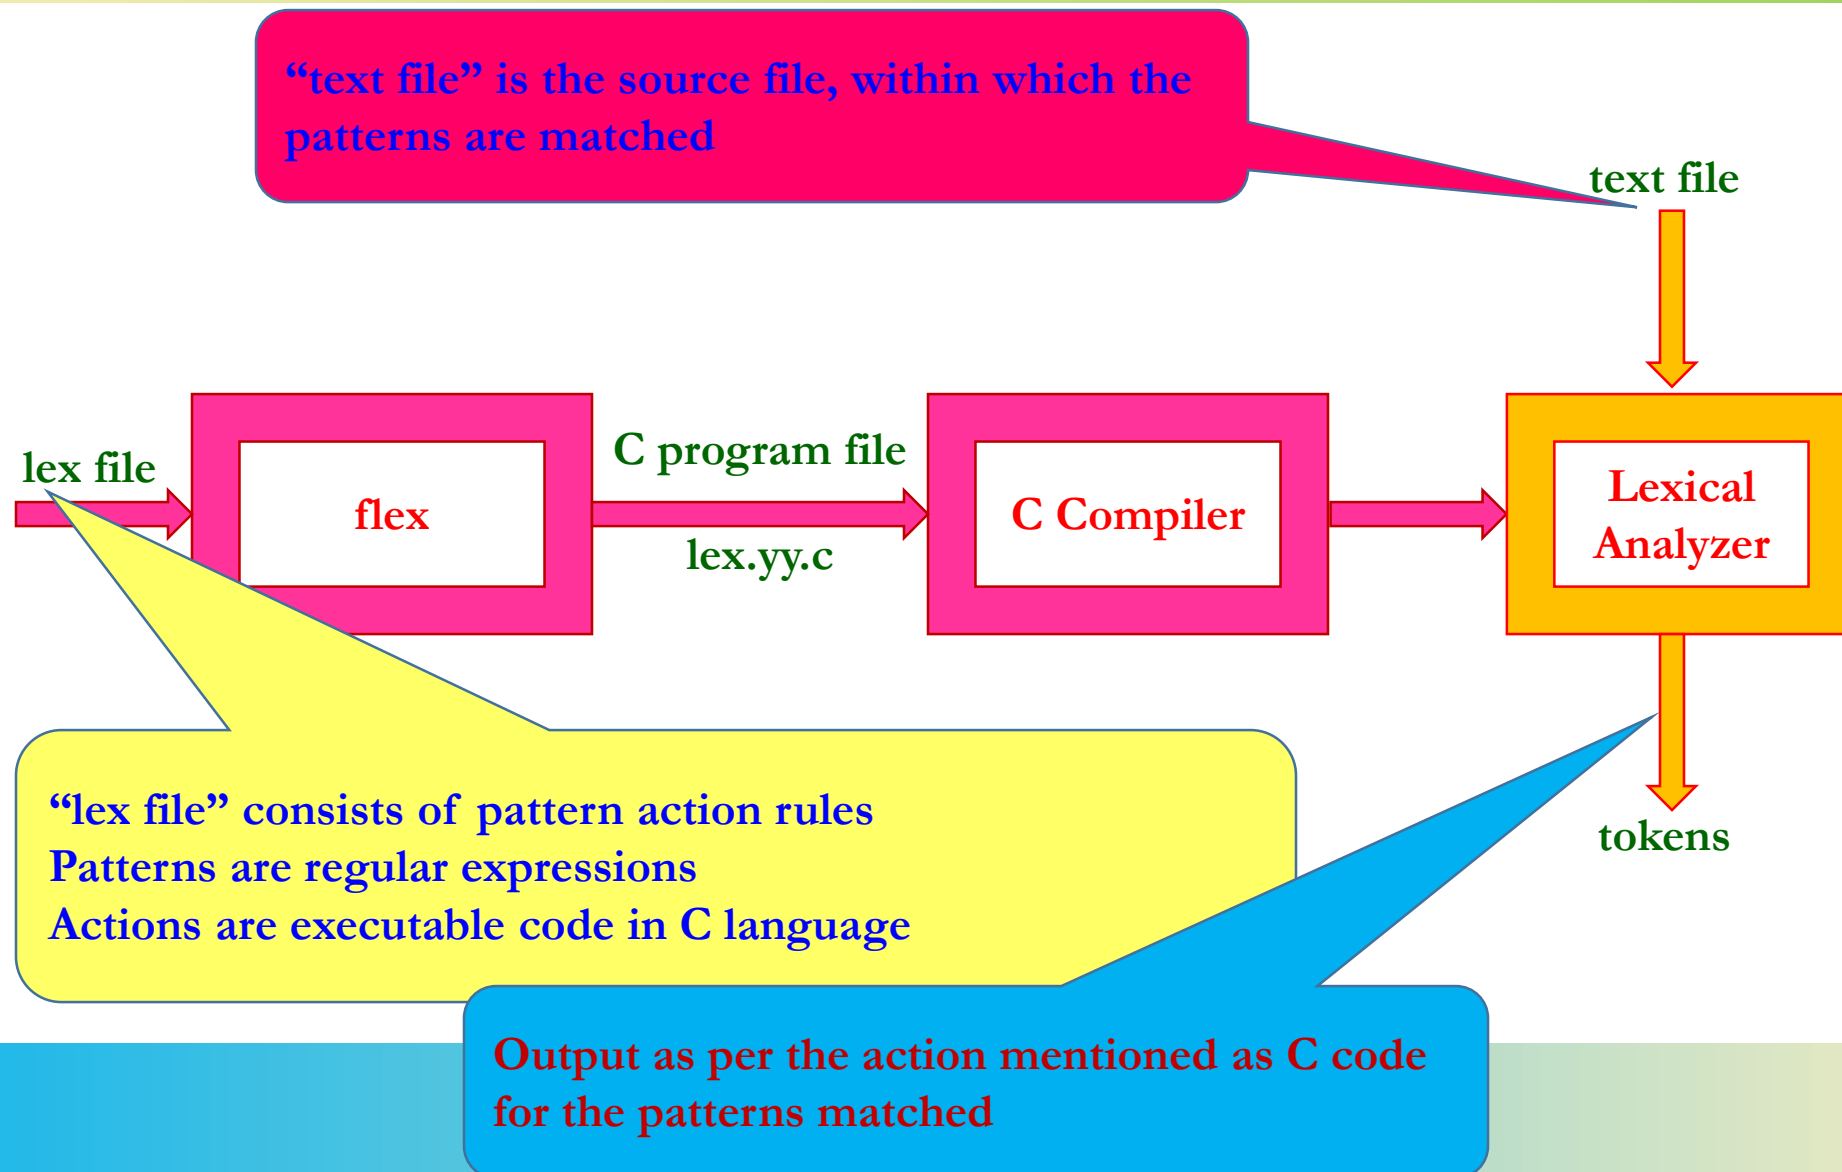 “text file” is the source file, within which the
patterns are matched
text file
lex file
flex
C program file
lex.yy.c
C Compiler
Lexical
Analyzer
“lex file” consists of pattern action rules
Patterns are regular expressions
Actions are executable code in C language
tokens
Output as per the action mentioned as C code
for the patterns matched